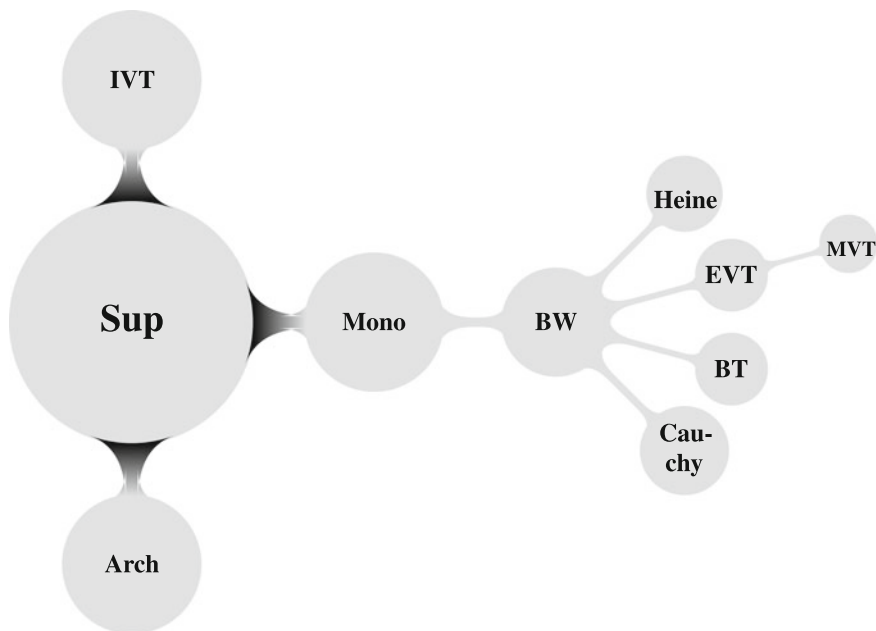 IVT
Heine
MVT
EVT
Sup
Mono
BW
BT
Cau-
chy
Arch